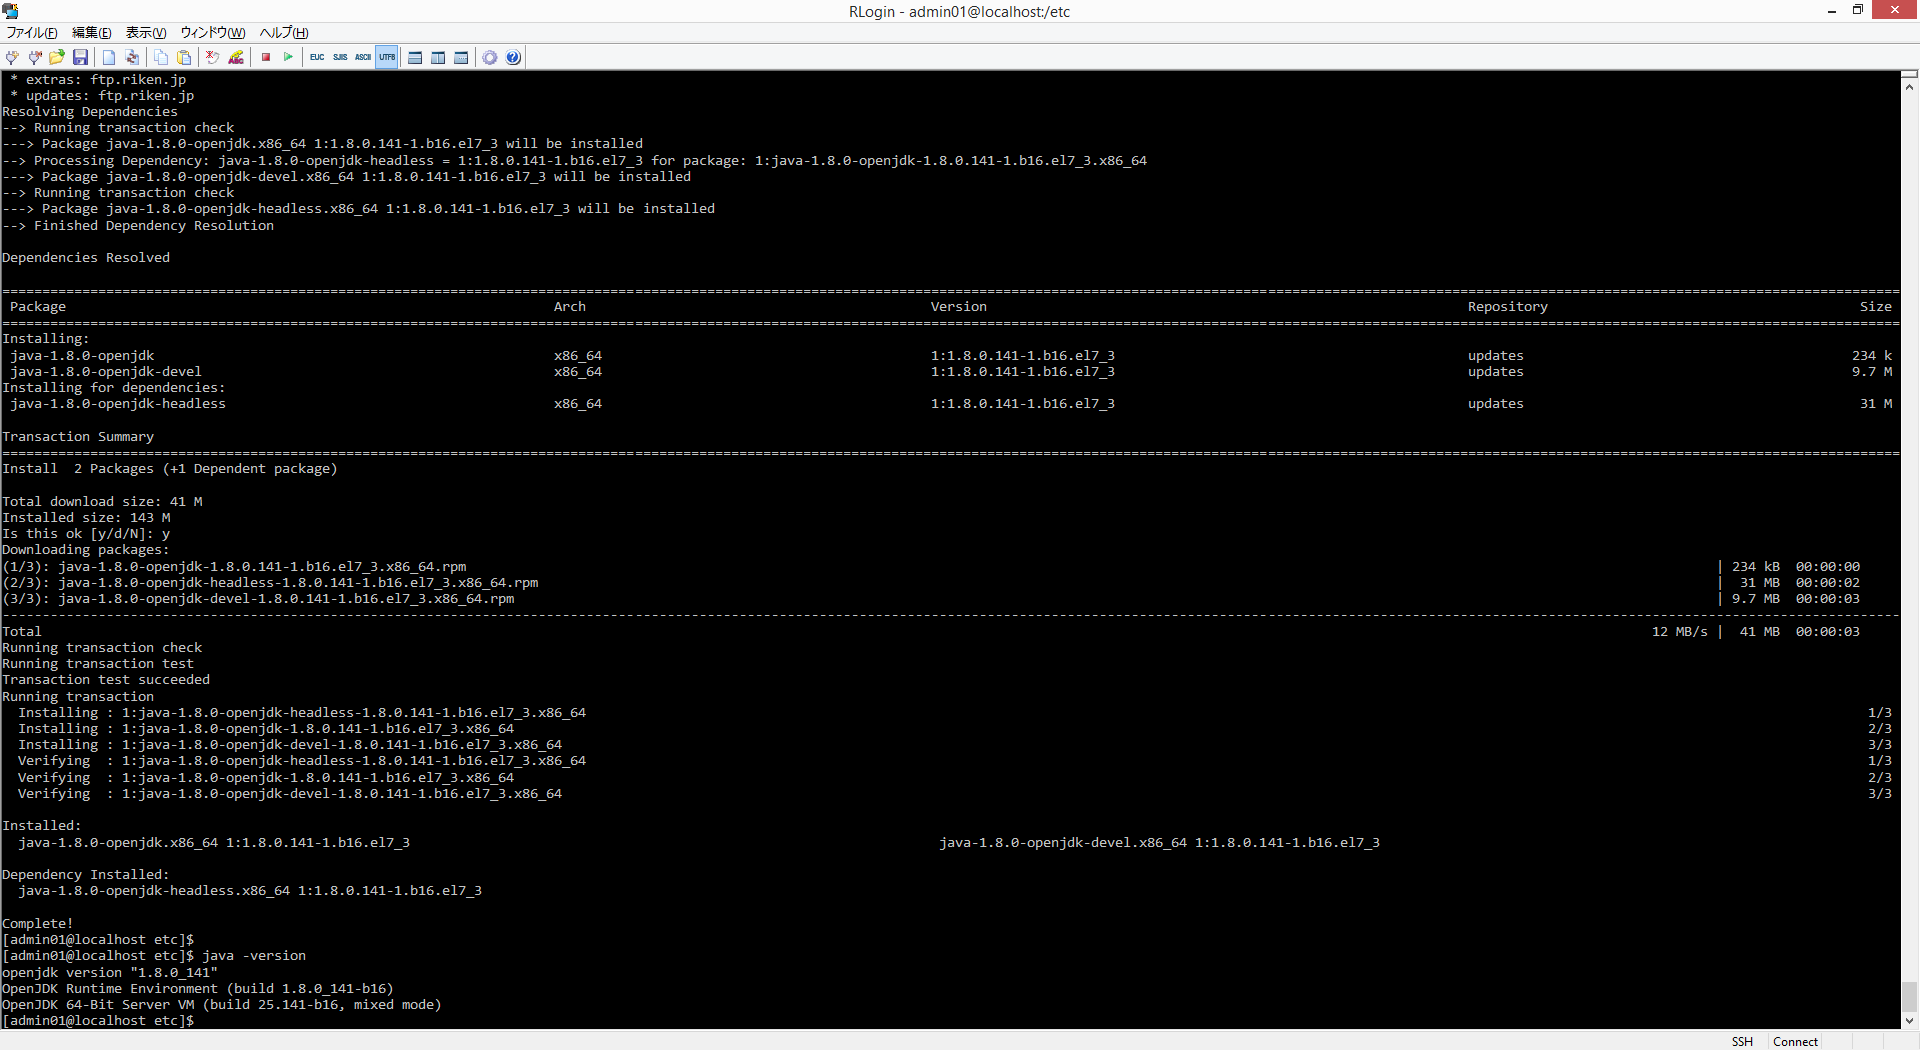 RLogin - admin01@localhost:/etc
ファイル(F) 編集(E) 表示(V) ウィンドウ(W) ヘルプ(H)
EUC SJIS ASCII UTF8
* extras: ftp.riken.jp
* updates: ftp.riken.jp
Resolving Dependencies
--> Running transaction check
---> Package java-1.8.0-openjdk.x86_64 1:1.8.0.141-1.b16.el7_3 will be installed
--> Processing Dependency: java-1.8.0-openjdk-headless = 1:1.8.0.141-1.b16.el7_3 for package: 1:java-1.8.0-openjdk-1.8.0.141-1.b16.el7_3.x86_64
---> Package java-1.8.0-openjdk-devel.x86_64 1:1.8.0.141-1.b16.el7_3 will be installed
--> Running transaction check
---> Package java-1.8.0-openjdk-headless.x86_64 1:1.8.0.141-1.b16.el7_3 will be installed
--> Finished Dependency Resolution
Dependencies Resolved
Package Arch Version Repository Size
Installing:
java-1.8.0-openjdk x86_64 1:1.8.0.141-1.b16.el7_3 updates 234 k
java-1.8.0-openjdk-devel x86_64 1:1.8.0.141-1.b16.el7_3 updates 9.7 M
Installing for dependencies:
java-1.8.0-openjdk-headless x86_64 1:1.8.0.141-1.b16.el7_3 updates 31 M
Transaction Summary
Install  2 Packages (+1 Dependent package)
Total download size: 41 M
Installed size: 143 M
Is this ok [y/d/N]: y
Downloading packages:
(1/3): java-1.8.0-openjdk-1.8.0.141-1.b16.el7_3.x86_64.rpm | 234 kB 00:00:00
(2/3): java-1.8.0-openjdk-headless-1.8.0.141-1.b16.el7_3.x86_64.rpm | 31 MB 00:00:02
(3/3): java-1.8.0-openjdk-devel-1.8.0.141-1.b16.el7_3.x86_64.rpm | 9.7 MB 00:00:03
Total 12 MB/s | 41 MB 00:00:03
Running transaction check
Running transaction test
Transaction test succeeded
Running transaction
Installing : 1:java-1.8.0-openjdk-headless-1.8.0.141-1.b16.el7_3.x86_64 1/3
Installing : 1:java-1.8.0-openjdk-1.8.0.141-1.b16.el7_3.x86_64 2/3
Installing : 1:java-1.8.0-openjdk-devel-1.8.0.141-1.b16.el7_3.x86_64 3/3
Verifying  : 1:java-1.8.0-openjdk-headless-1.8.0.141-1.b16.el7_3.x86_64 1/3
Verifying  : 1:java-1.8.0-openjdk-1.8.0.141-1.b16.el7_3.x86_64 2/3
Verifying  : 1:java-1.8.0-openjdk-devel-1.8.0.141-1.b16.el7_3.x86_64 3/3
Installed:
java-1.8.0-openjdk.x86_64 1:1.8.0.141-1.b16.el7_3 java-1.8.0-openjdk-devel.x86_64 1:1.8.0.141-1.b16.el7_3
Dependency Installed:
java-1.8.0-openjdk-headless.x86_64 1:1.8.0.141-1.b16.el7_3
Complete!
[admin01@localhost etc]$
[admin01@localhost etc]$ java -version
openjdk version "1.8.0_141"
OpenJDK Runtime Environment (build 1.8.0_141-b16)
OpenJDK 64-Bit Server VM (build 25.141-b16, mixed mode)
[admin01@localhost etc]$
SSH Connect